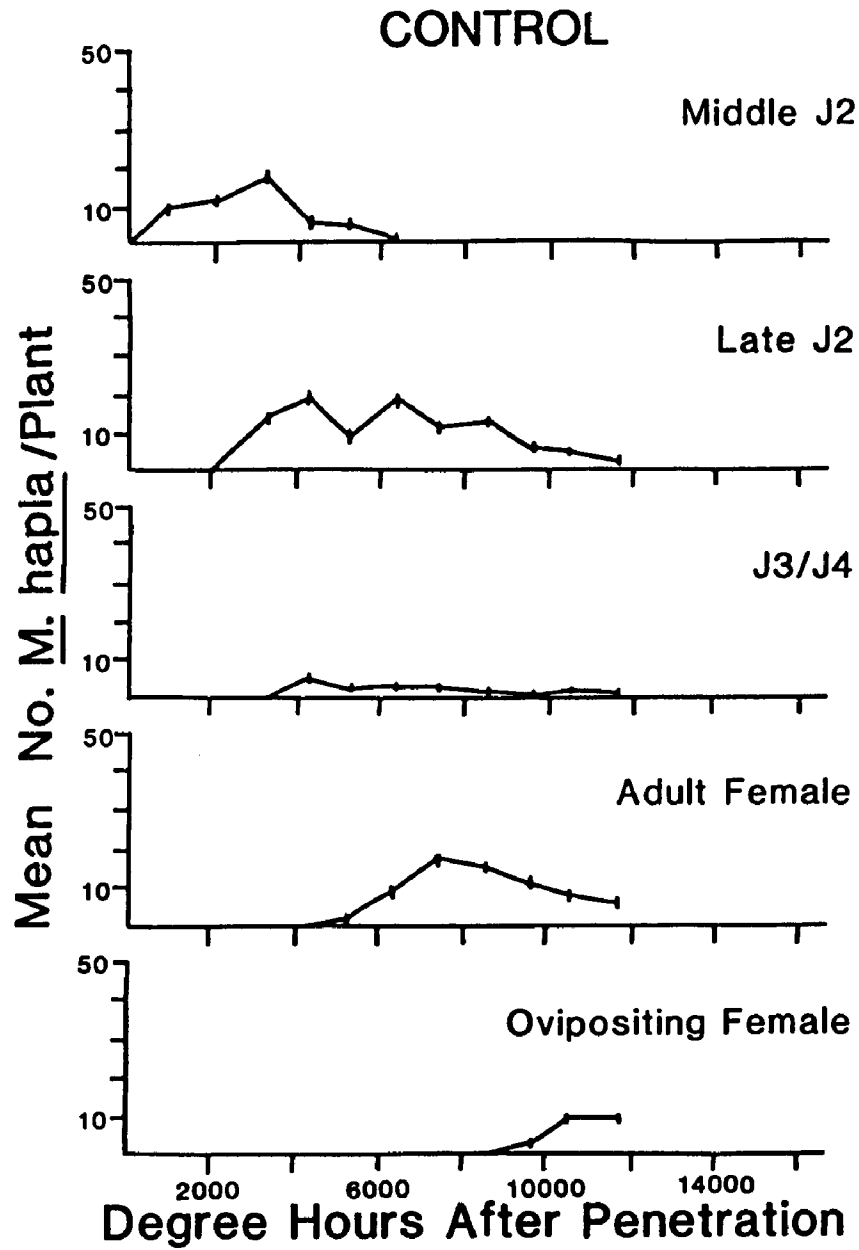 CONTROL
50
10
Middle J2
50
10
Late J2
50
10
J3/J4
50
10
Adult Female
50
10
Ovipositing Female
2000 6000 10000 14000
Degree Hours After Penetration
Mean No. M. hapla/Plant